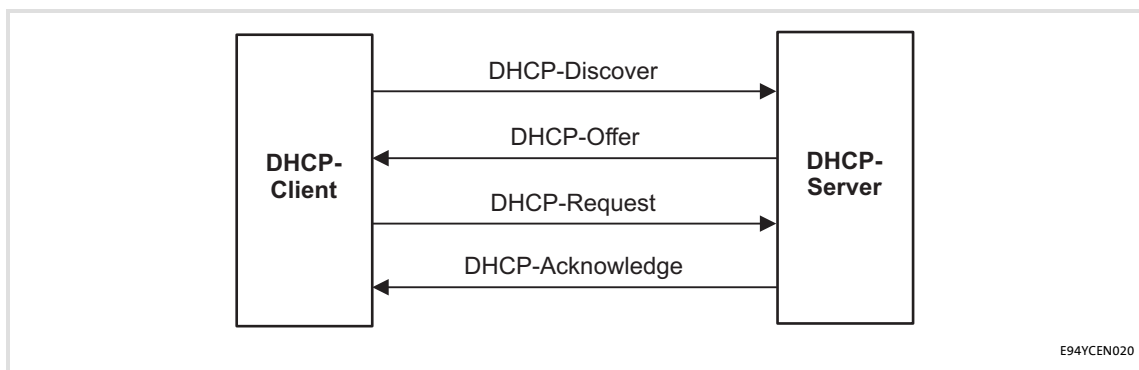 DHCP-Discover
DHCP-Offer
DHCP-
Client
DHCP-
Server
DHCP-Request
DHCP-Acknowledge
E94YCEN020